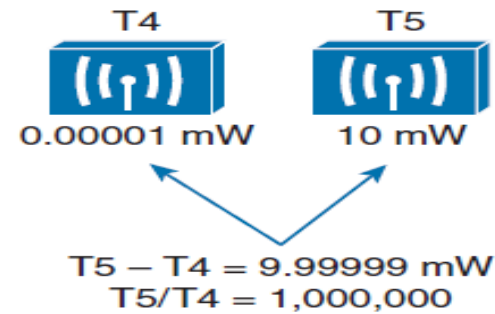 T4 T5
0.00001 mW 10 mW
T5 – T4 = 9.99999 mW
T5/T4 = 1,000,000